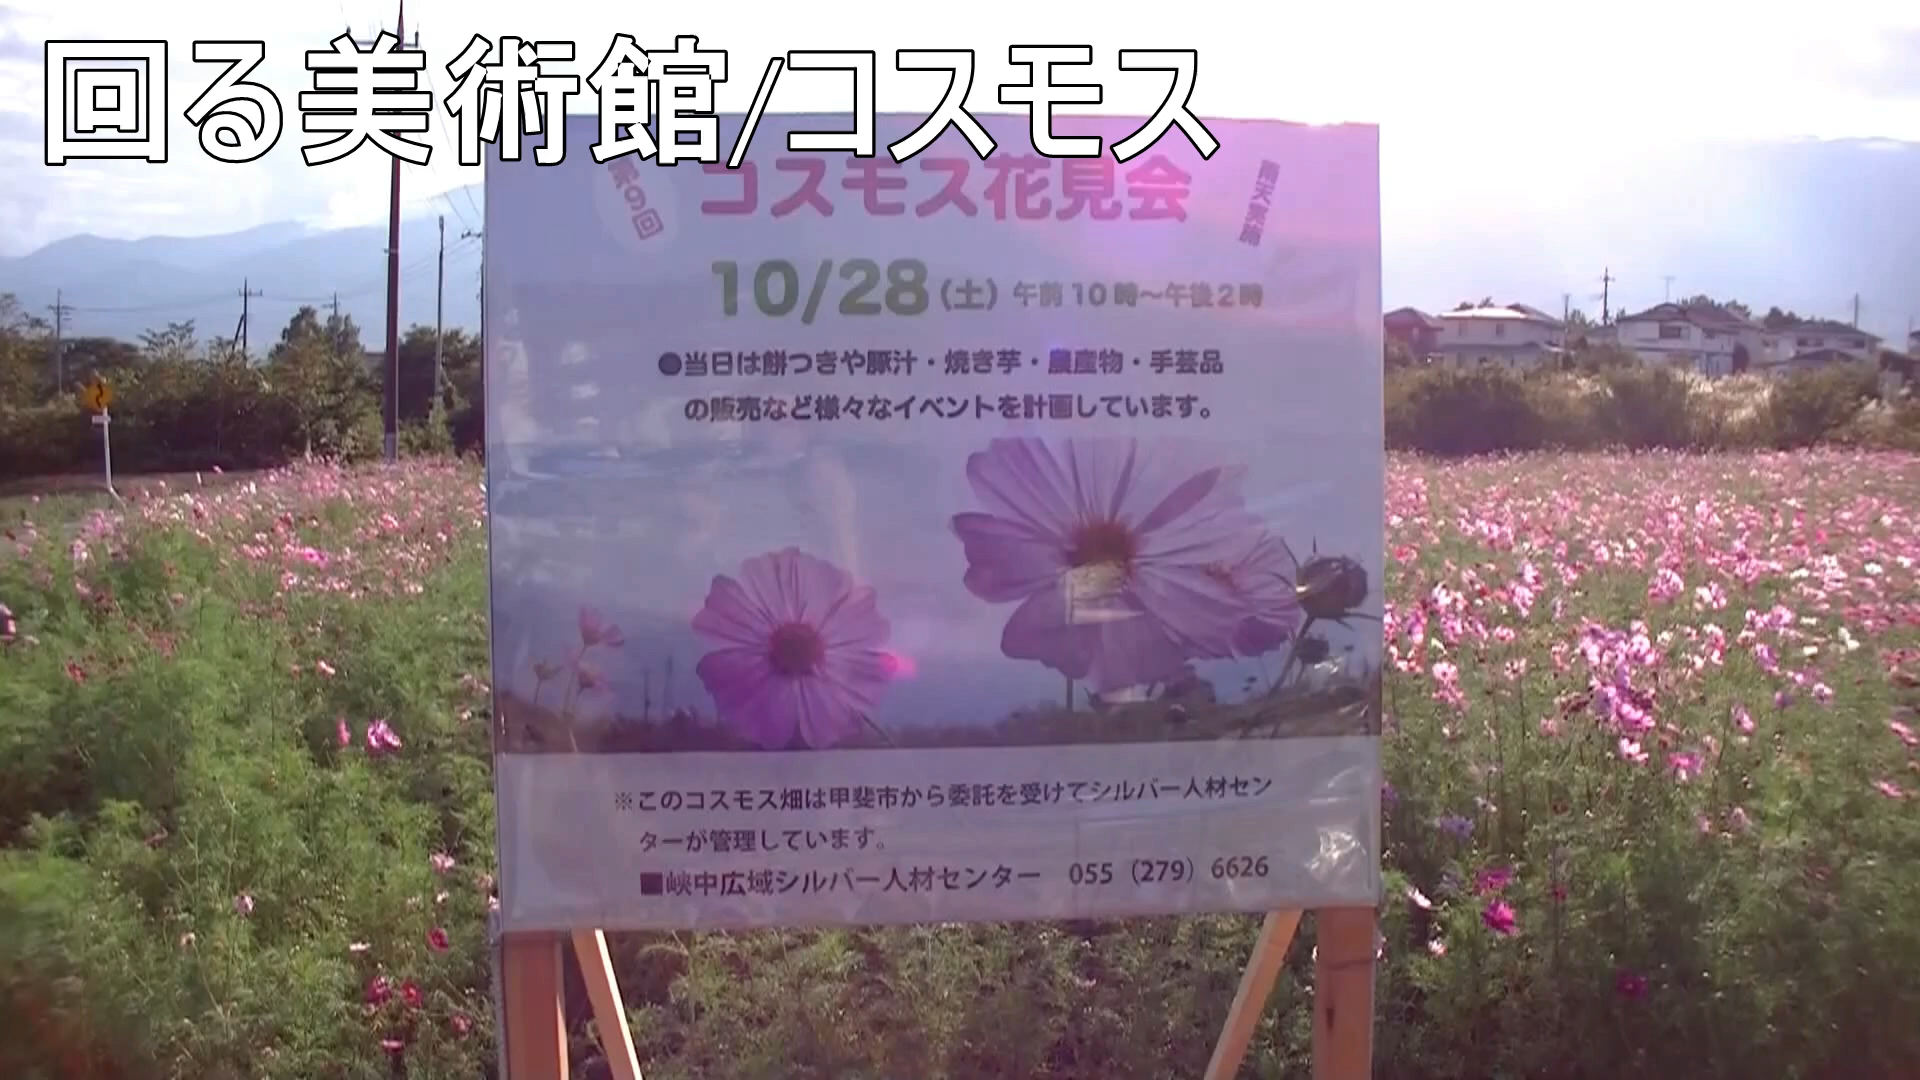 回る美術館/コスモス
コスモス花見会
雨天実施
10/28(土) 午前10時~午後2時
●当日は餅つきや豚汁・焼き芋・農産物・手芸品
の販売など様々なイベントを計画しています。
※このコスモス畑は甲斐市から委託を受けてシルバー人材セン
ターが管理しています。
■峡中広域シルバー人材センター 055(279)6626